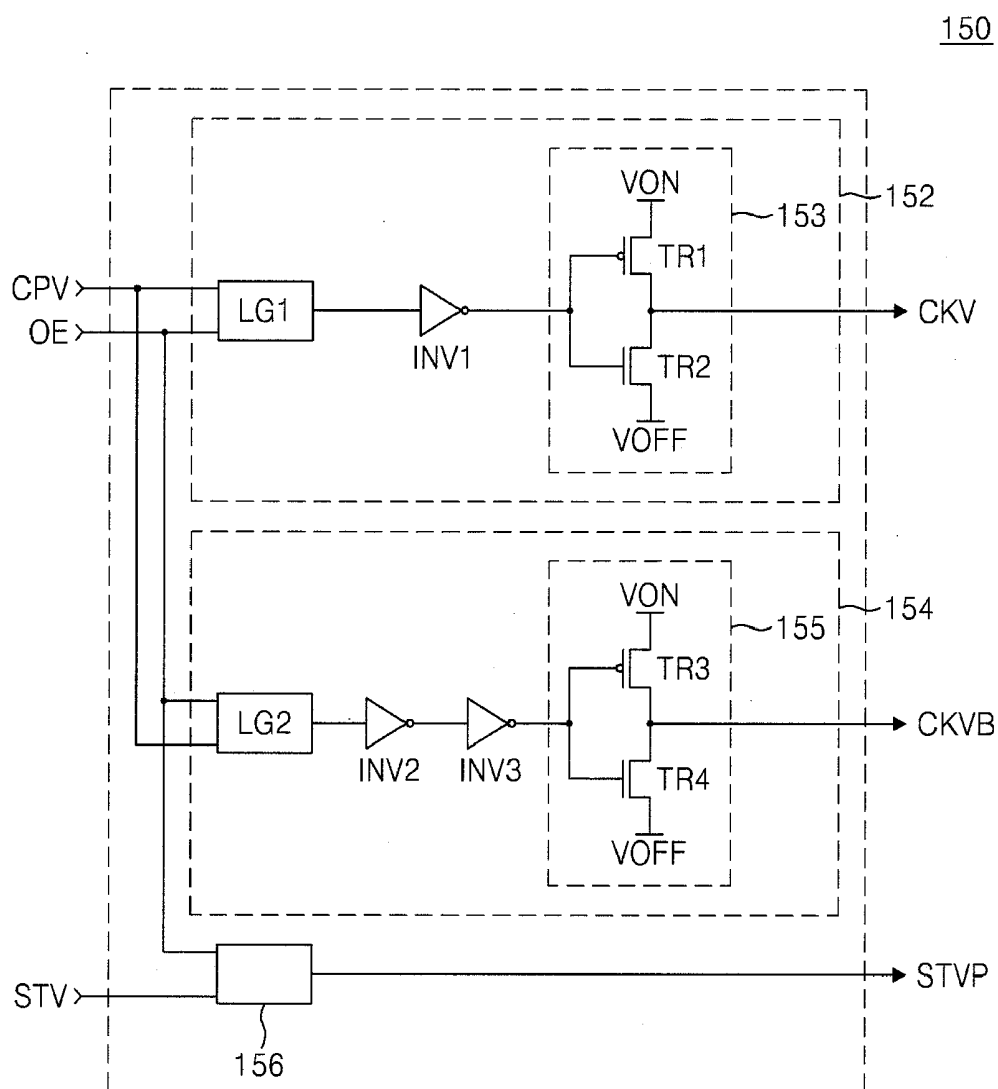 150
VON
152
153
TR1
CPV
LG1
CKV
OE
INV1
TR2
VOFF
VON
154
155
TR3
LG2
CKVB
INV2
INV3
TR4
VOFF
STV
STVP
156